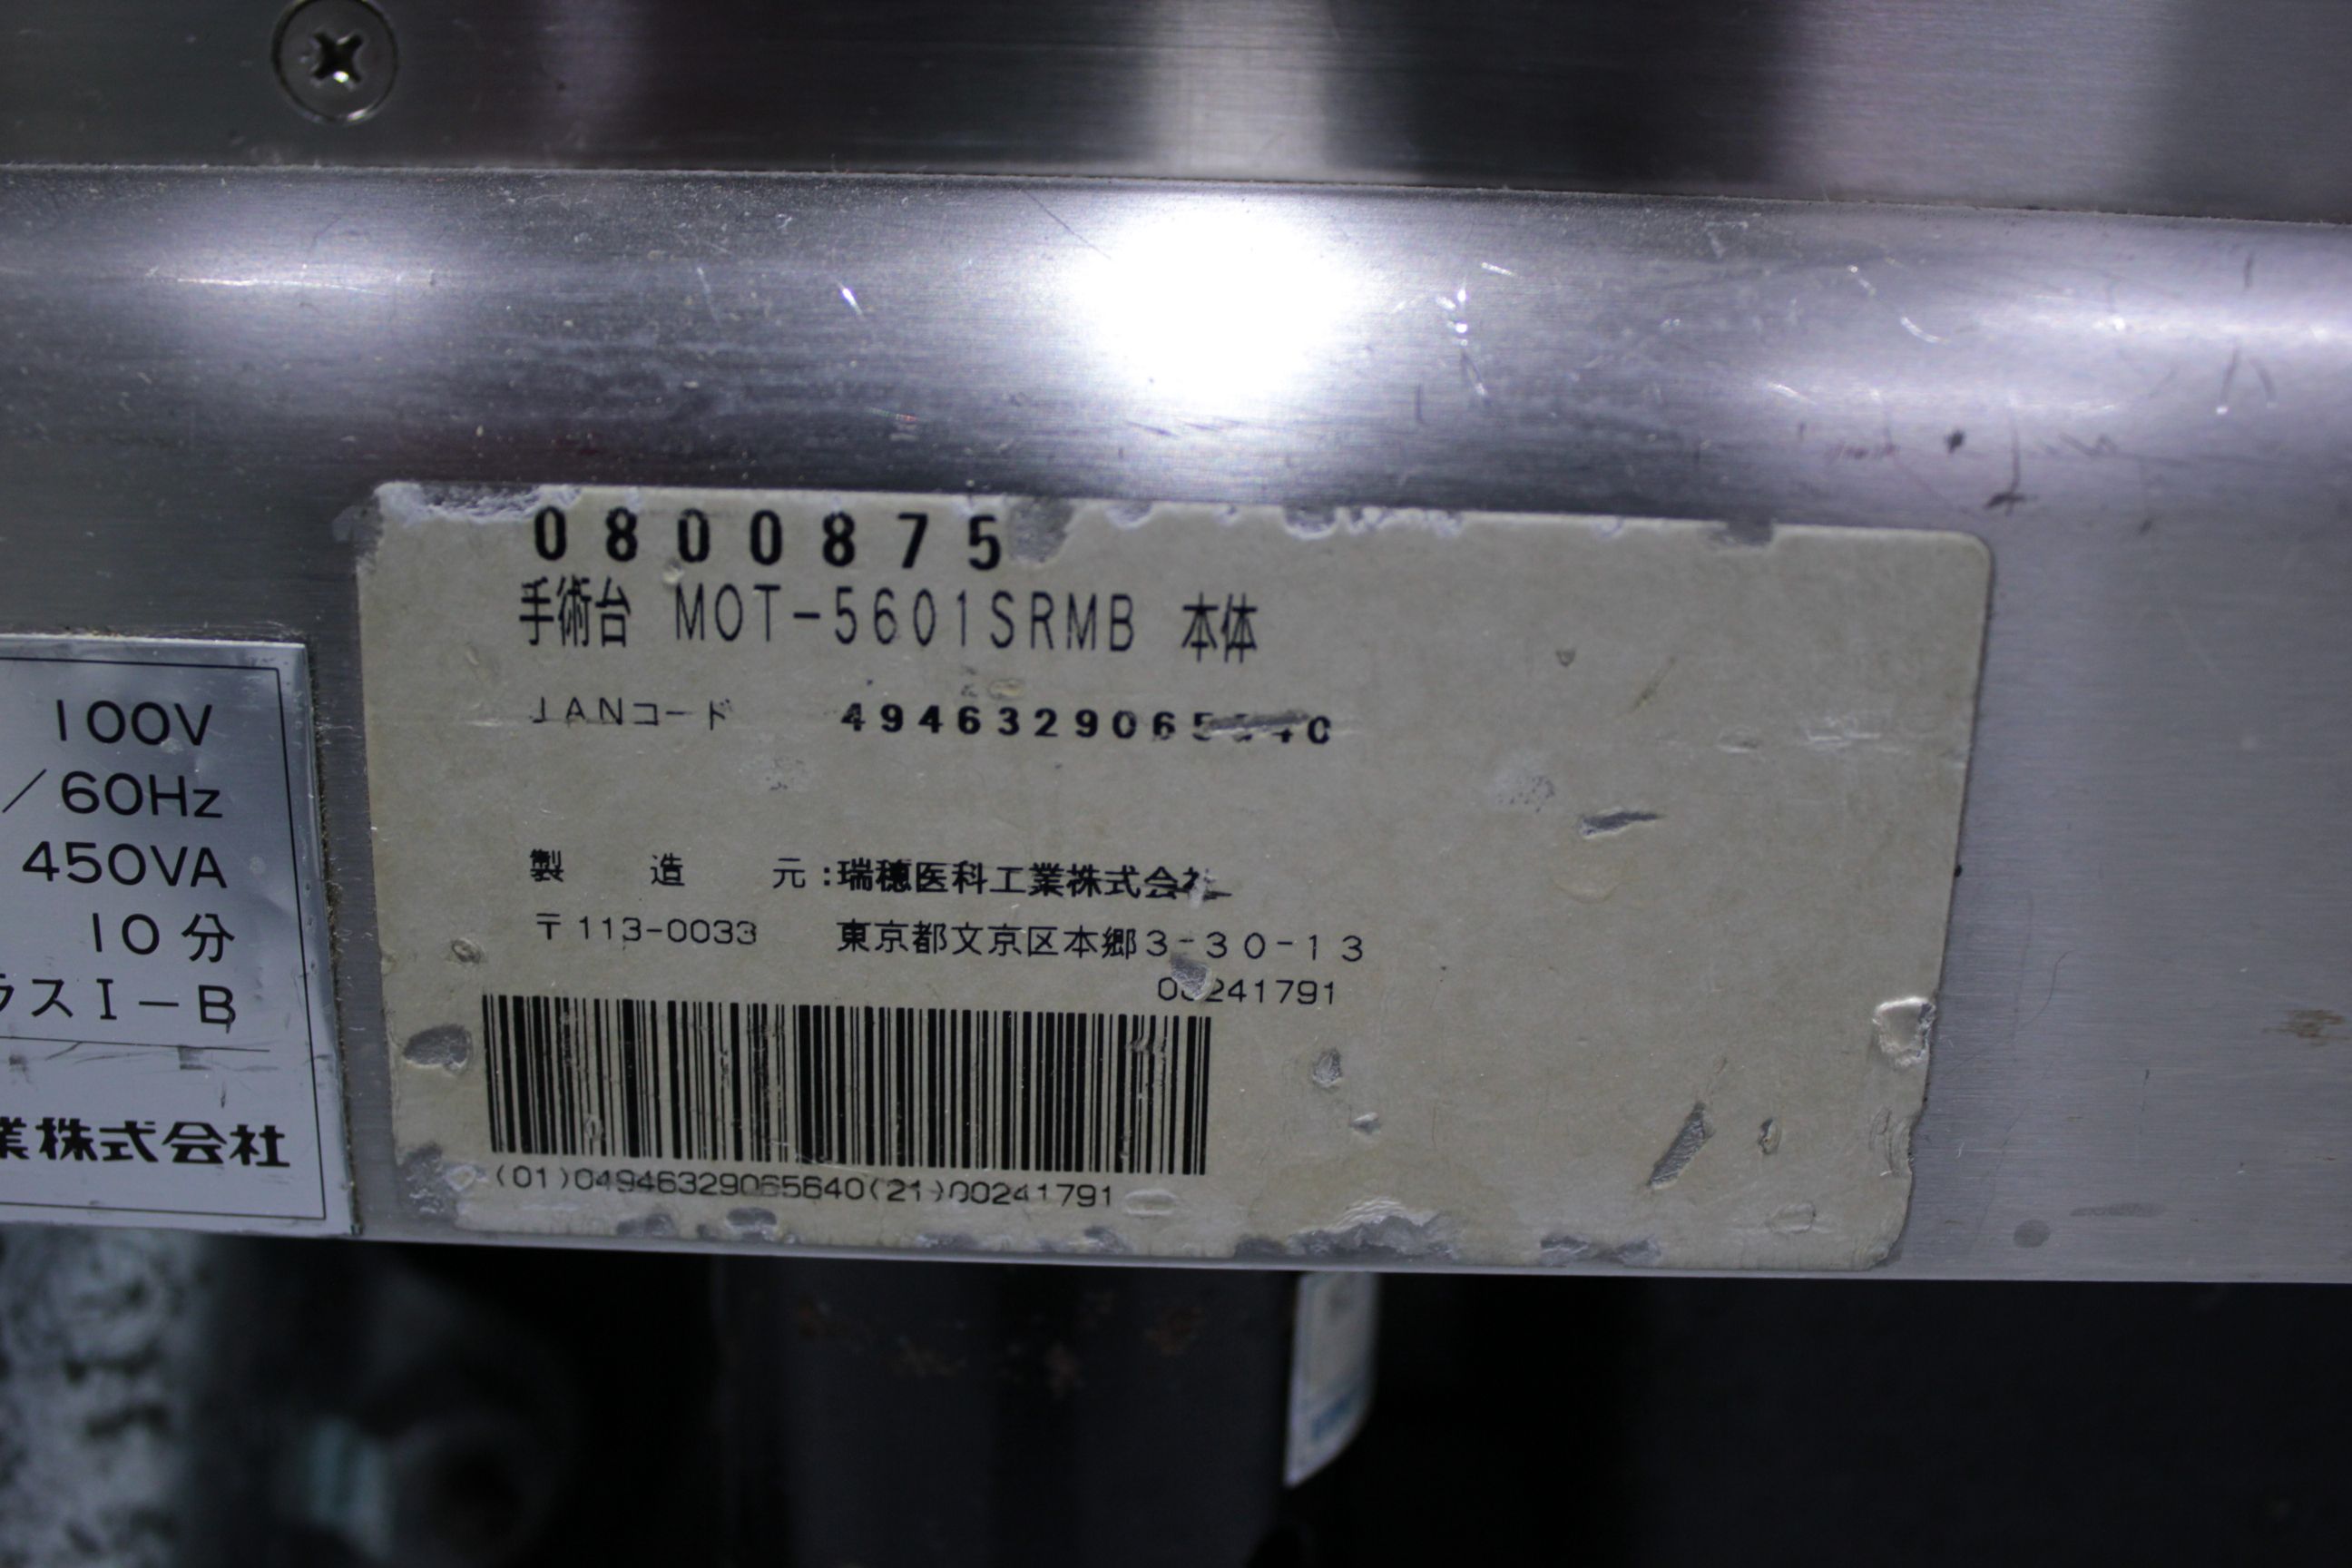 0800875
手術台 MOT-5601SRMB 本体
JANコード 4946329065640
製 造 元:瑞穂医科工業株式会社
〒113-0033 東京都文京区本郷3-30-13
00241791
(01)04946329065640(21)00241791
100V
/60Hz
450VA
10分
ラスI-B
業株式会社